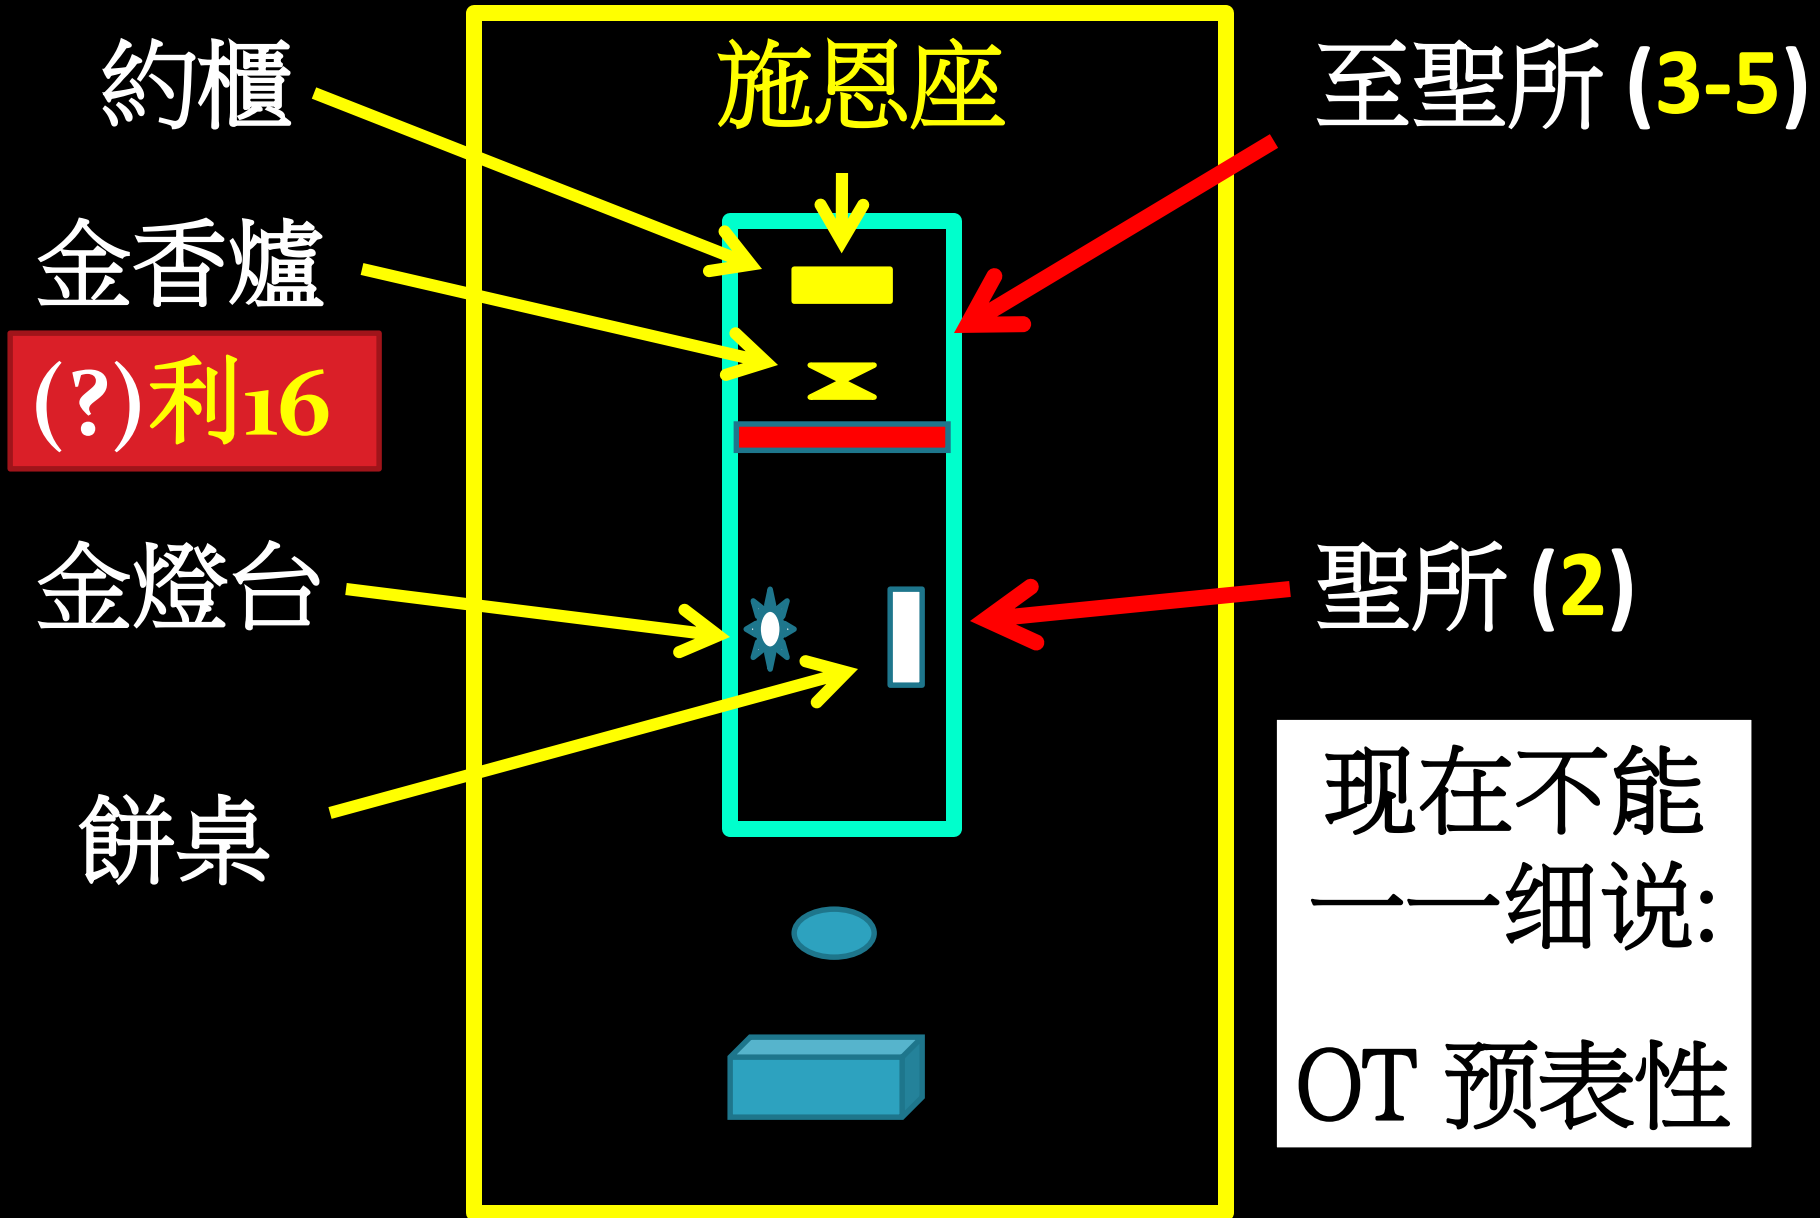 約櫃
施恩座
至聖所 (3-5)
金香爐
(?)利16
金燈台
聖所 (2)
餅桌
现在不能
一一细说:
OT 预表性